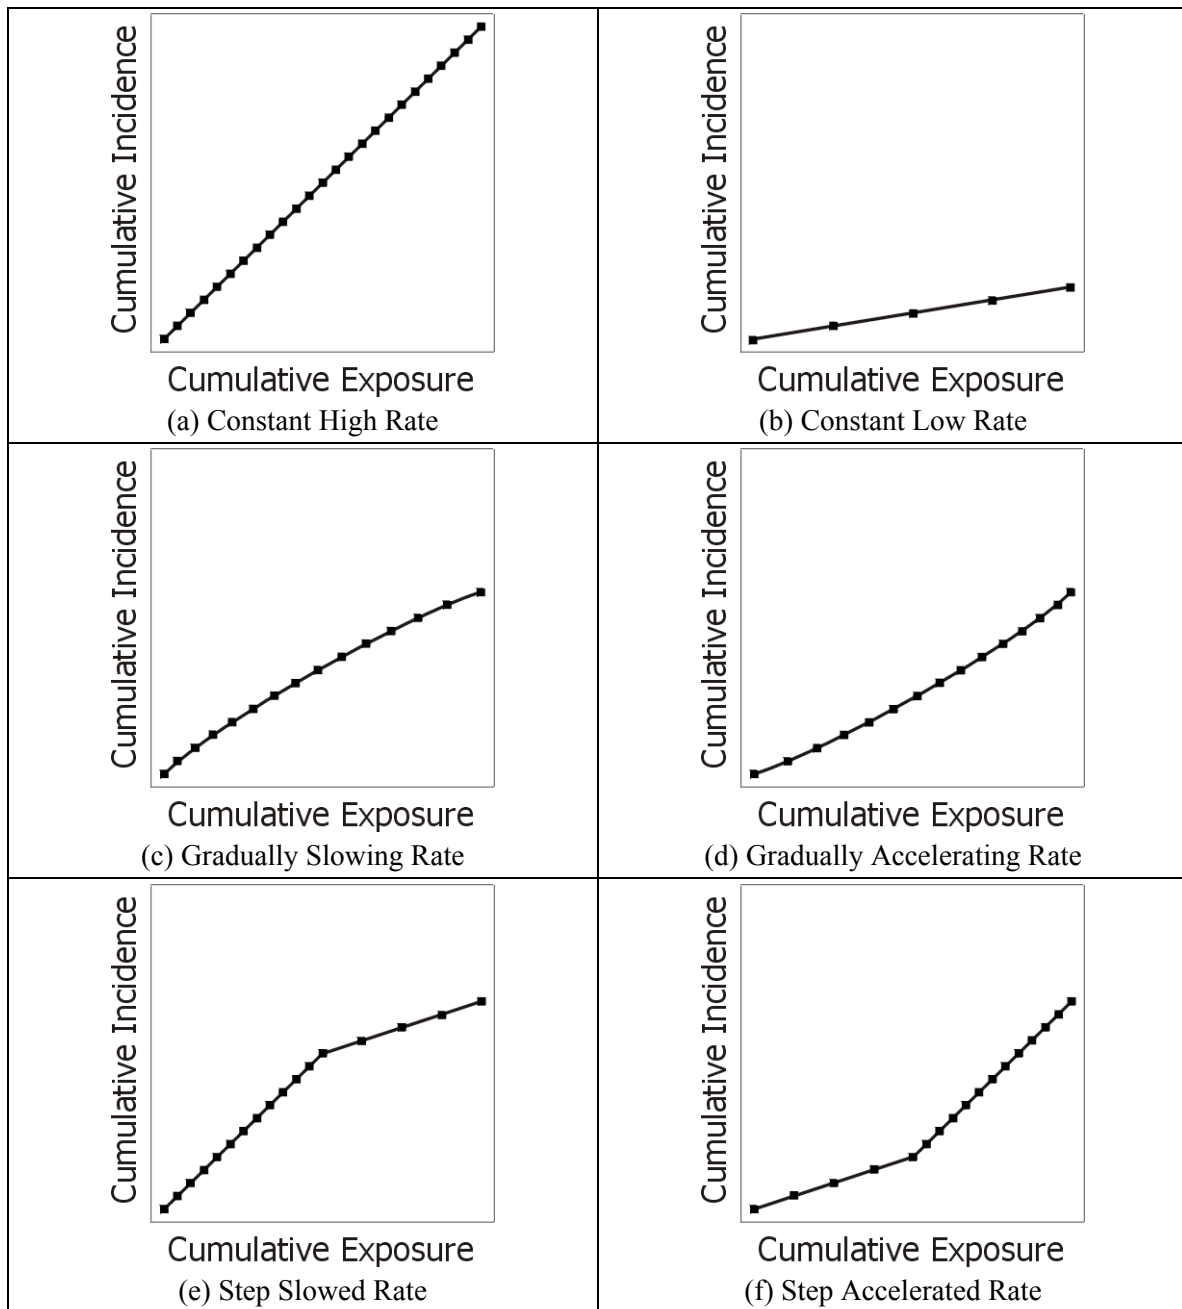 Cumulative Incidence
Cumulative Exposure
(a) Constant High Rate
Cumulative Incidence
Cumulative Exposure
(b) Constant Low Rate
Cumulative Incidence
Cumulative Exposure
(c) Gradually Slowing Rate
Cumulative Incidence
Cumulative Exposure
(d) Gradually Accelerating Rate
Cumulative Incidence
Cumulative Exposure
(e) Step Slowed Rate
Cumulative Incidence
Cumulative Exposure
(f) Step Accelerated Rate